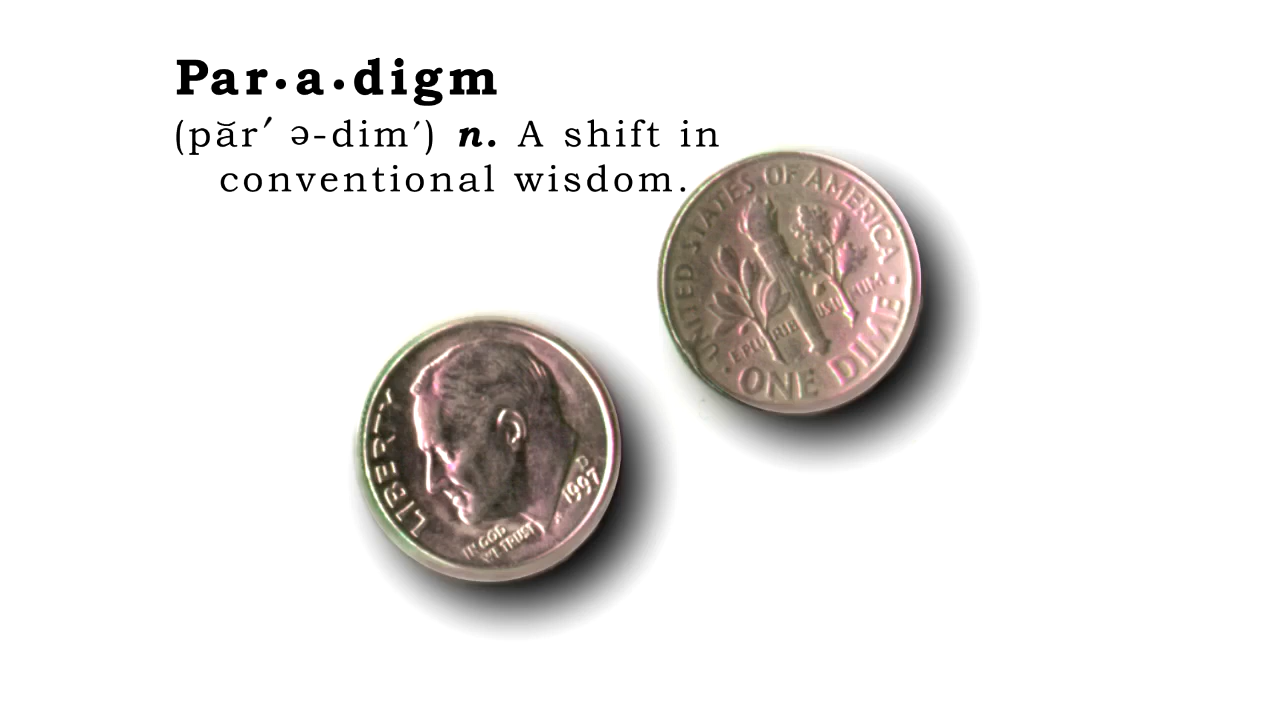 Par•a•digm
(păr′ ə-dim′) n. A shift in
conventional wisdom.
UNITED STATES OF AMERICA
E PLURIBUS UNUM
• ONE DIME •
LIBERTY
IN GOD
WE TRUST
D
1997